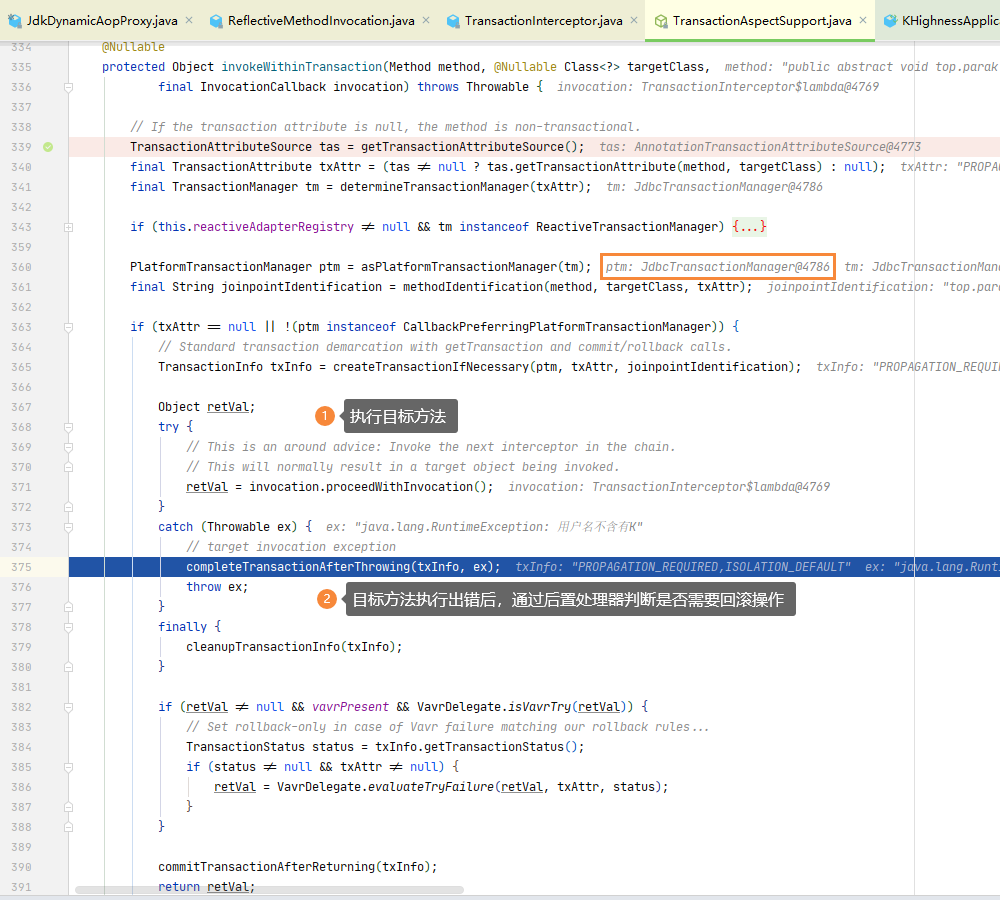 JdkDynamicAopProxy.java × ReflectiveMethodInvocation.java × TransactionInterceptor.java × TransactionAspectSupport.java × KHighnessApplic
334 @Nullable
335 protected Object invokeWithinTransaction(Method method, @Nullable Class<?> targetClass, method: "public abstract void top.parak
336 final InvocationCallback invocation) throws Throwable { invocation: TransactionInterceptor$lambda@4769
337
338 // If the transaction attribute is null, the method is non-transactional.
339 TransactionAttributeSource tas = getTransactionAttributeSource(); tas: AnnotationTransactionAttributeSource@4773
340 final TransactionAttribute txAttr = (tas ≠ null ? tas.getTransactionAttribute(method, targetClass) : null); txAttr: "PROPA
341 final TransactionManager tm = determineTransactionManager(txAttr); tm: JdbcTransactionManager@4786
342
343 if (this.reactiveAdapterRegistry ≠ null && tm instanceof ReactiveTransactionManager) {...}
359
360 PlatformTransactionManager ptm = asPlatformTransactionManager(tm); ptm: JdbcTransactionManager@4786 tm: JdbcTransactionMan
361 final String joinpointIdentification = methodIdentification(method, targetClass, txAttr); joinpointIdentification: "top.para
362
363 if (txAttr == null || !(ptm instanceof CallbackPreferringPlatformTransactionManager)) {
364 // Standard transaction demarcation with getTransaction and commit/rollback calls.
365 TransactionInfo txInfo = createTransactionIfNecessary(ptm, txAttr, joinpointIdentification); txInfo: "PROPAGATION_REQUI
366
367 Object retVal; 1 执行目标方法
368 try {
369 // This is an around advice: Invoke the next interceptor in the chain.
370 // This will normally result in a target object being invoked.
371 retVal = invocation.proceedWithInvocation(); invocation: TransactionInterceptor$lambda@4769
372 }
373 catch (Throwable ex) { ex: "java.lang.RuntimeException: 用户名不含有K"
374 // target invocation exception
375 completeTransactionAfterThrowing(txInfo, ex); txInfo: "PROPAGATION_REQUIRED,ISOLATION_DEFAULT" ex: "java.lang.Runt
376 throw ex; 2 目标方法执行出错后，通过后置处理器判断是否需要回滚操作
377 }
378 finally {
379 cleanupTransactionInfo(txInfo);
380 }
381
382 if (retVal ≠ null && vavrPresent && VavrDelegate.isVavrTry(retVal)) {
383 // Set rollback-only in case of Vavr failure matching our rollback rules...
384 TransactionStatus status = txInfo.getTransactionStatus();
385 if (status ≠ null && txAttr ≠ null) {
386 retVal = VavrDelegate.evaluateTryFailure(retVal, txAttr, status);
387 }
388 }
389
390 commitTransactionAfterReturning(txInfo);
391 return retVal;